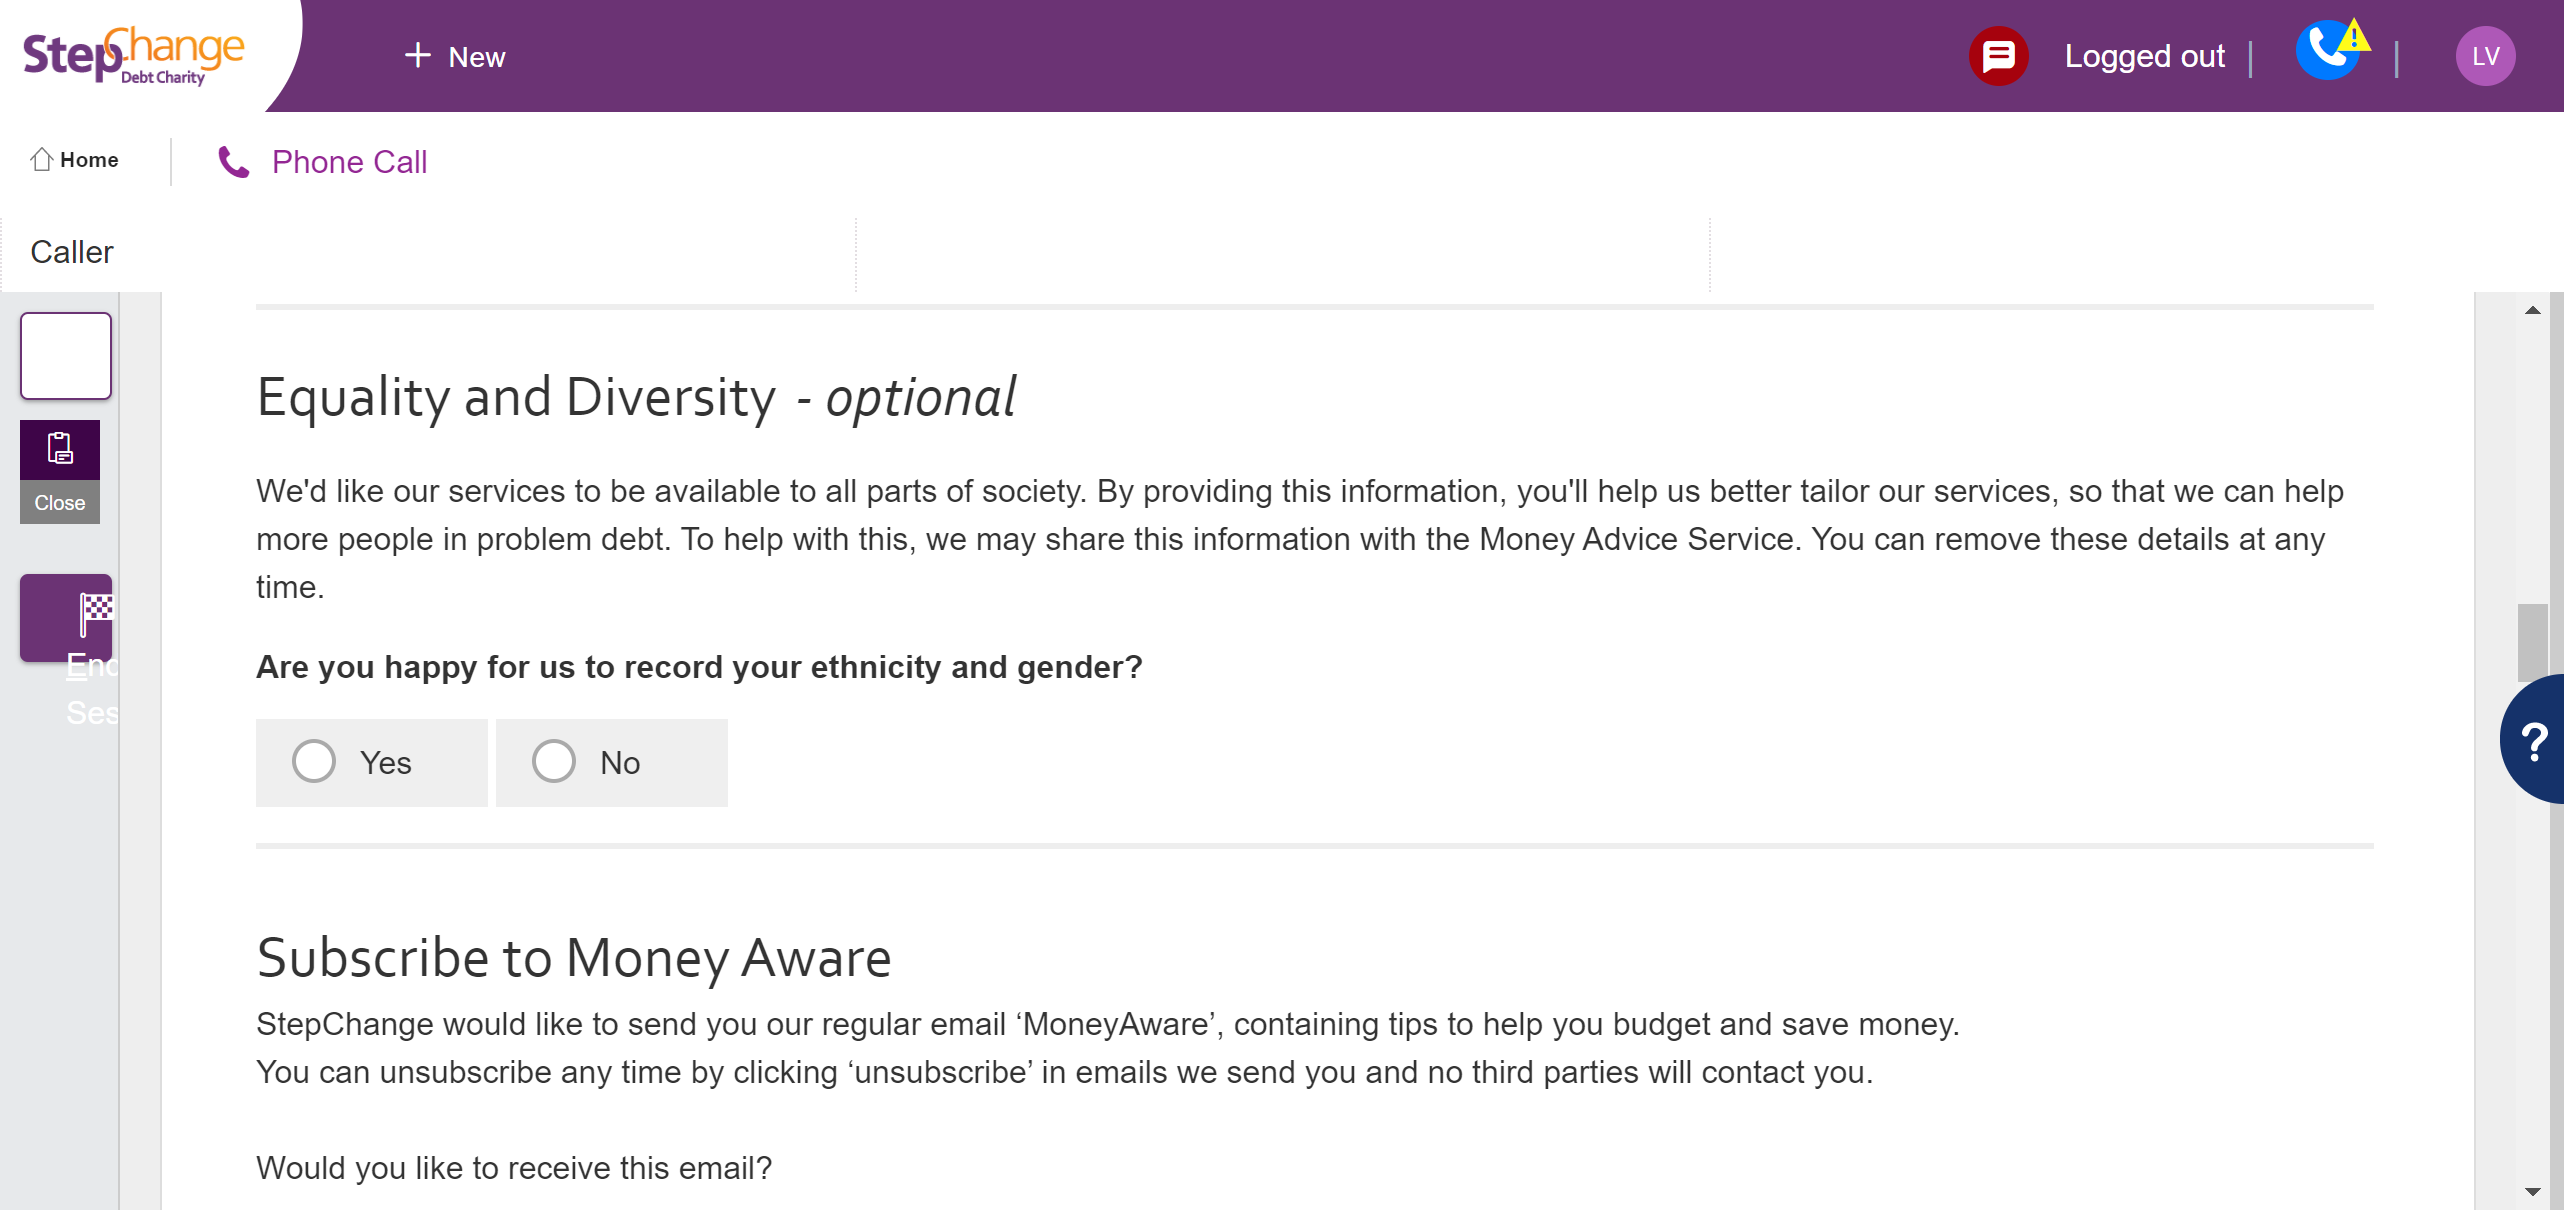 StepChange
Debt Charity
+ New
Logged out
LV
Home
Phone Call
Caller
Close
End
Ses
Equality and Diversity - optional
We'd like our services to be available to all parts of society. By providing this information, you'll help us better tailor our services, so that we can help
more people in problem debt. To help with this, we may share this information with the Money Advice Service. You can remove these details at any
time.
Are you happy for us to record your ethnicity and gender?
Yes
No
?
Subscribe to Money Aware
StepChange would like to send you our regular email ‘MoneyAware’, containing tips to help you budget and save money.
You can unsubscribe any time by clicking ‘unsubscribe’ in emails we send you and no third parties will contact you.
Would you like to receive this email?